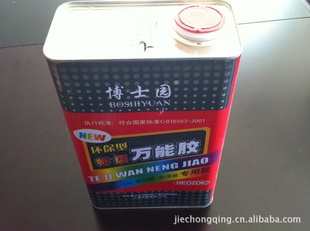 博士园
BOSHIYUAN
执行标准：符合国家标准GB18583-2001
NEW
环保型
特级 万能胶
TE JI WAN NENG JIAO
专用胶
jiechongqing.cn.alibaba.com